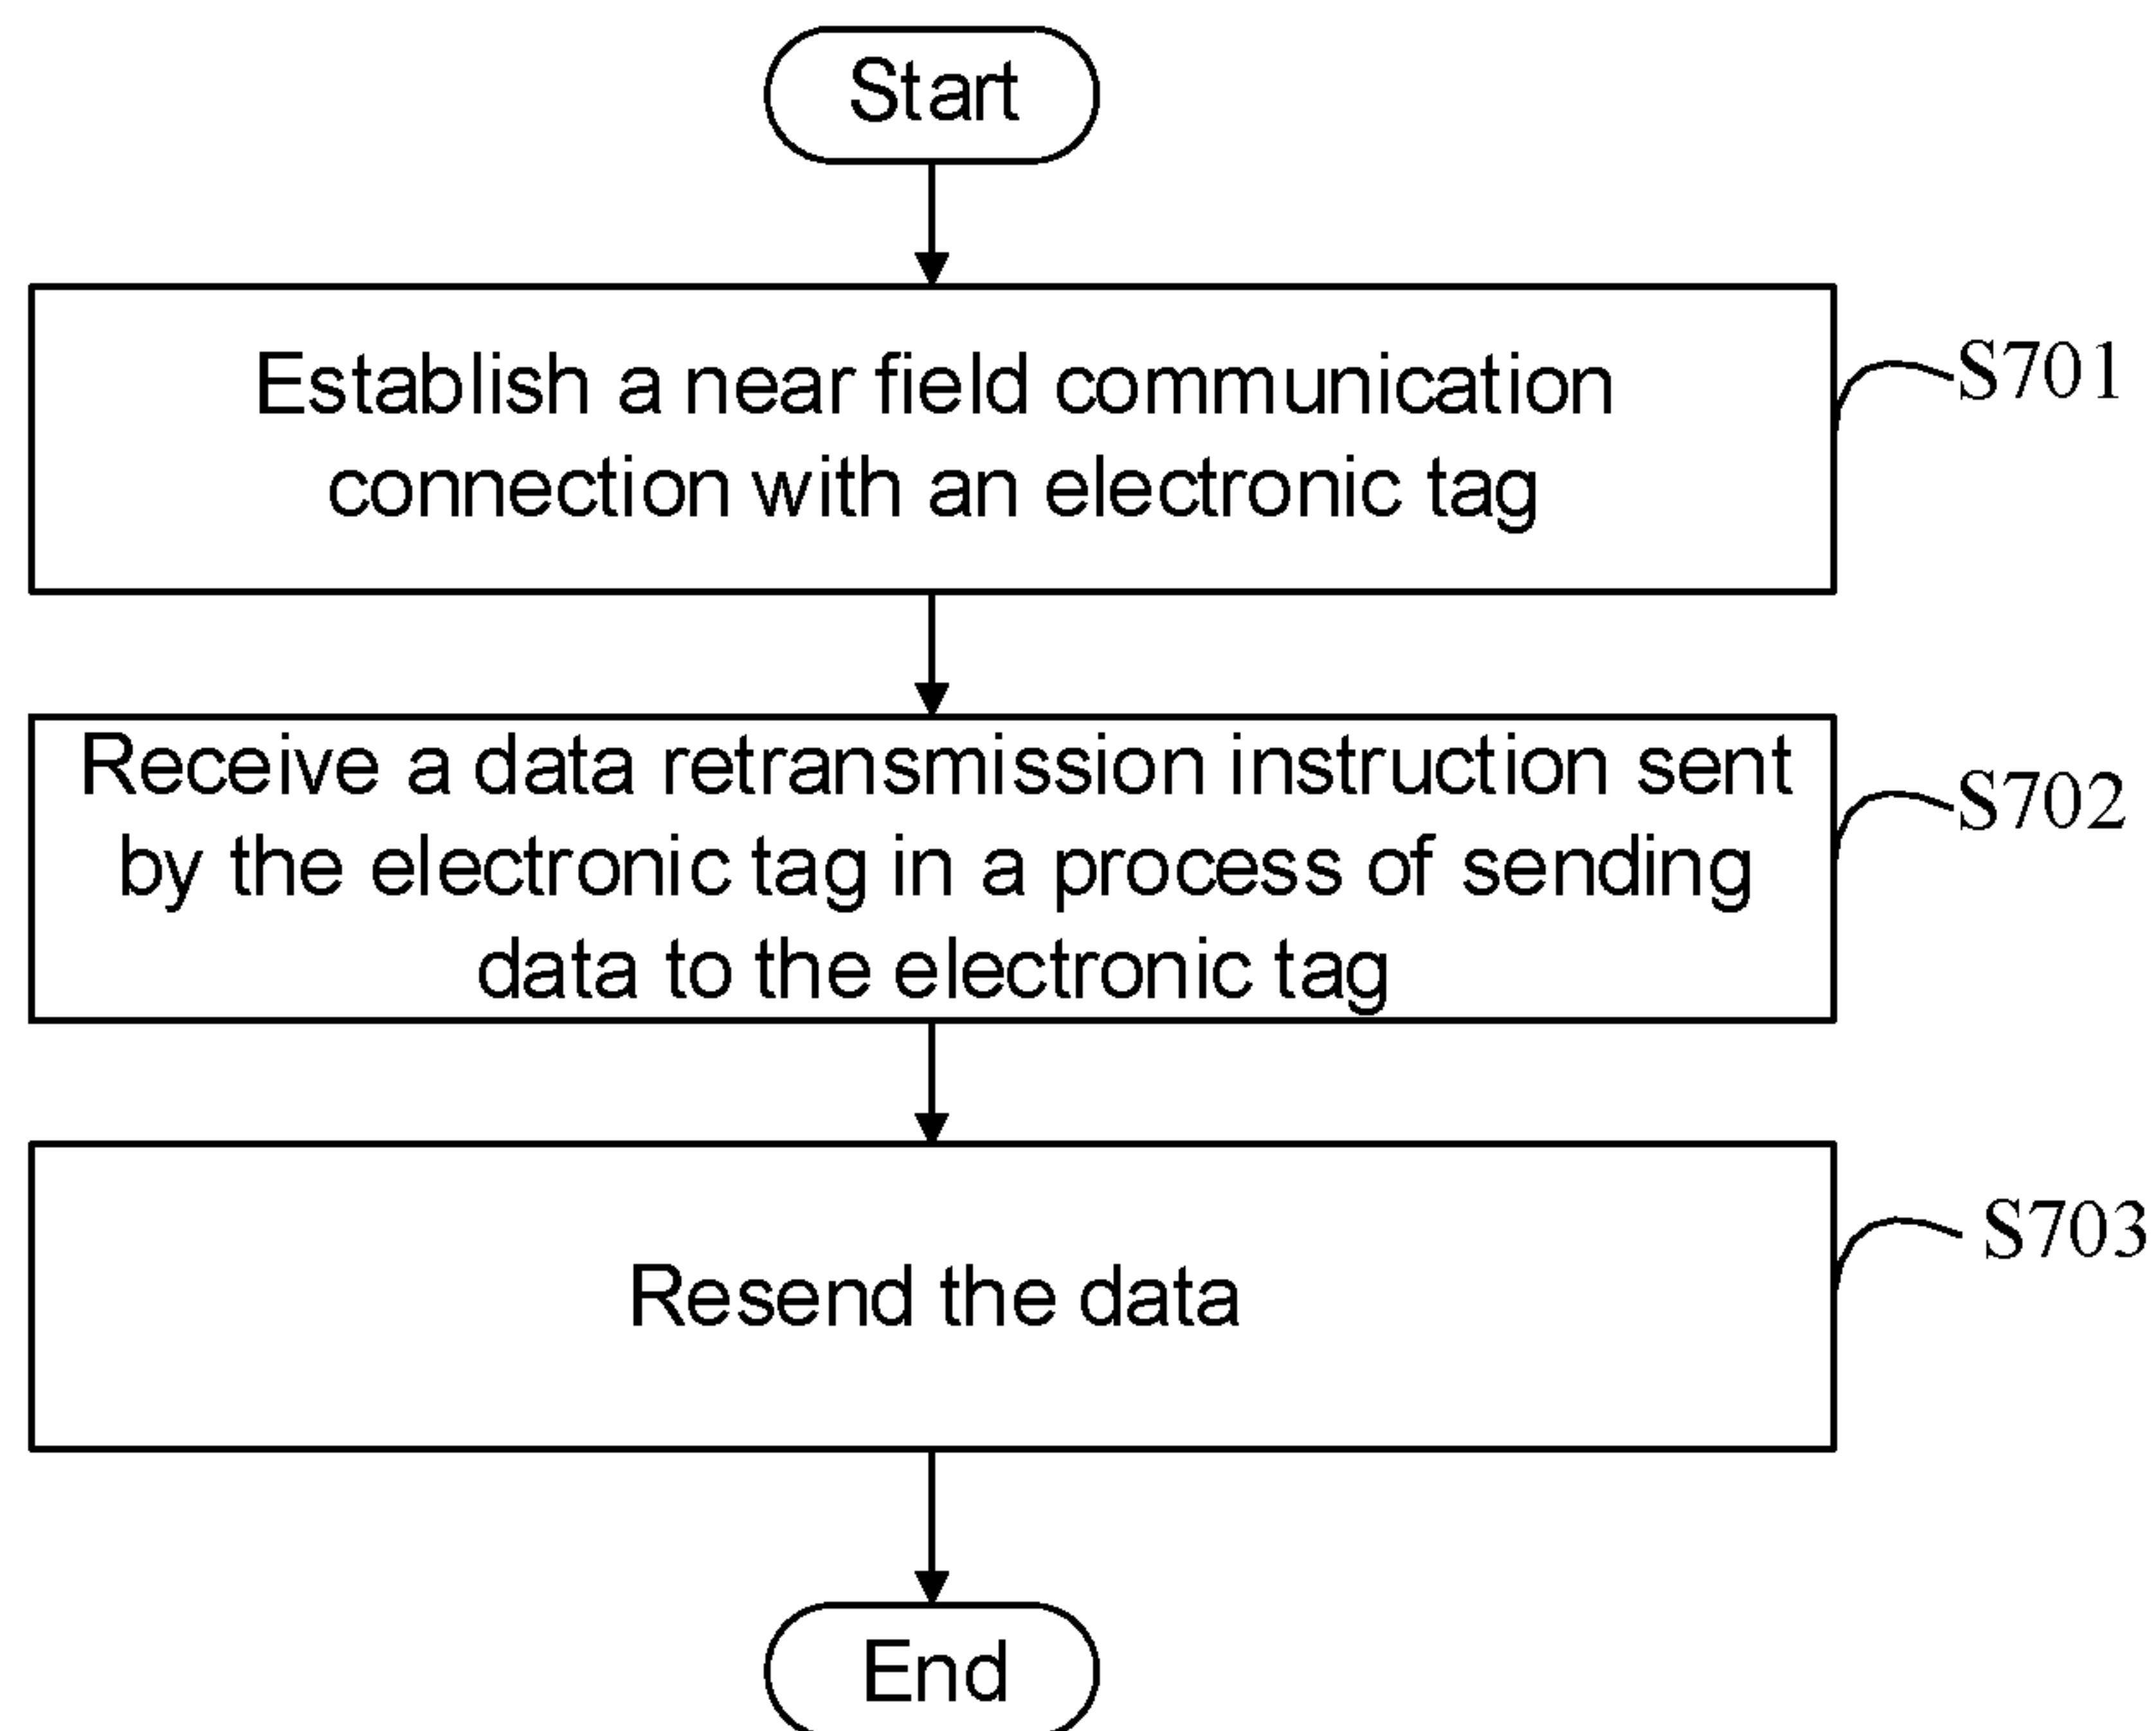 Start
Establish a near field communication
connection with an electronic tag
S701
Receive a data retransmission instruction sent
by the electronic tag in a process of sending
data to the electronic tag
S702
Resend the data
S703
End